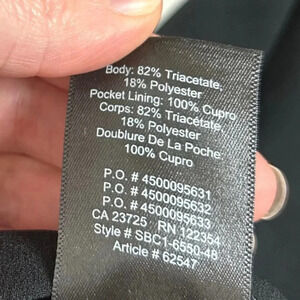 Body: 82% Triacetate,
18% Polyester
Pocket Lining: 100% Cupro
Corps: 82% Triacétate,
18% Polyester
Doublure De La Poche:
100% Cupro
P.O. # 4500095631
P.O. # 4500095632
P.O. # 4500095633
CA 23725 RN 122354
Style # SBC1-6550-48
Article # 62547